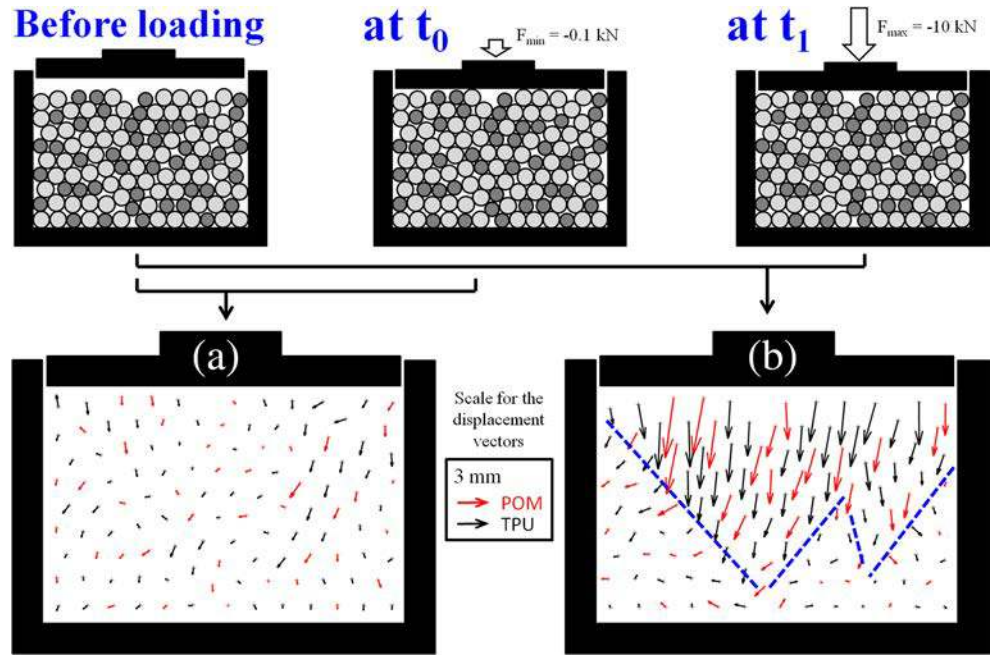 Before loading
at t0
Fmin = -0.1 kN
at t1
Fmax = -10 kN
(a)
Scale for the
displacement
vectors
3 mm
POM
TPU
(b)